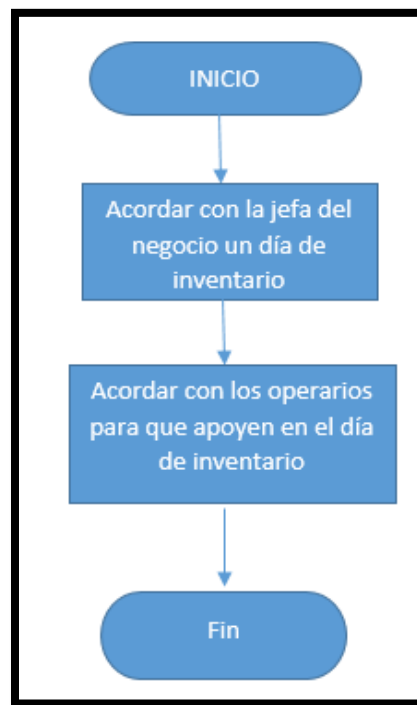 INICIO
Acordar con la jefa del
negocio un día de
inventario
Acordar con los operarios
para que apoyen en el día
de inventario
Fin